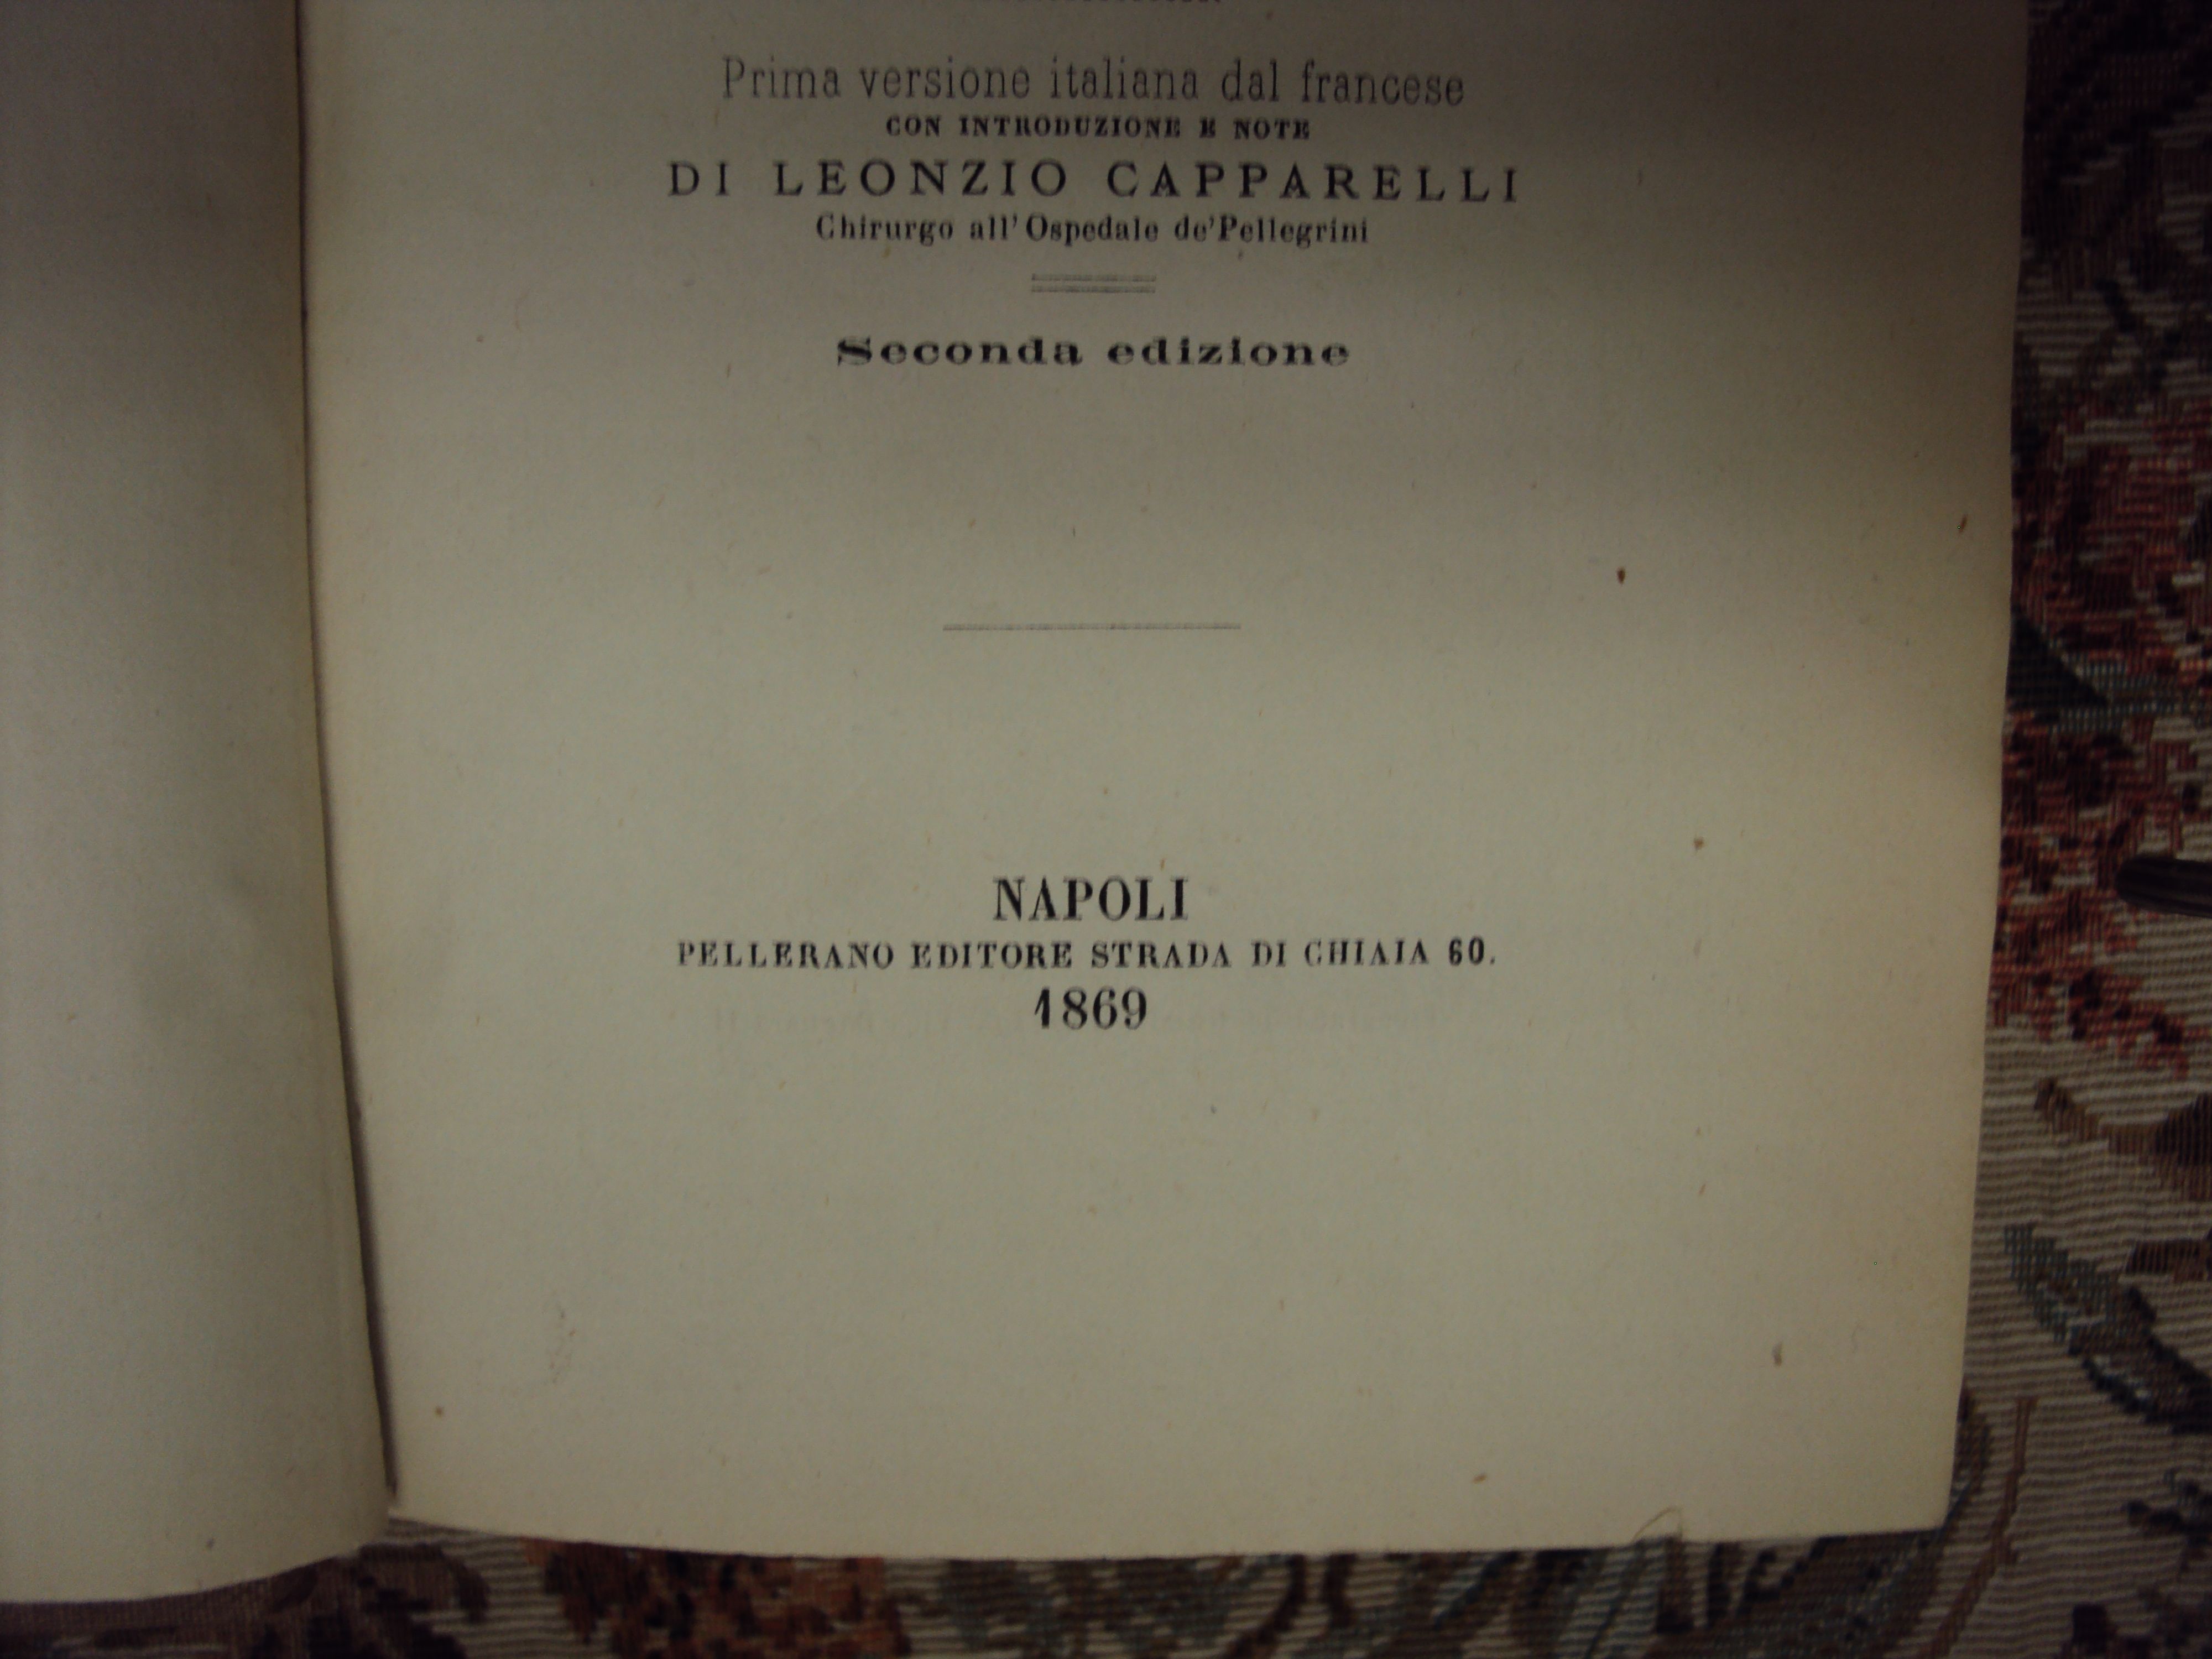 Prima versione italiana dal francese
CON INTRODUZIONE E NOTE
DI LEONZIO CAPPARELLI
Chirurgo all'Ospedale de'Pellegrini
Seconda edizione
NAPOLI
PELLERANO EDITORE STRADA DI CHIAIA 60.
1869